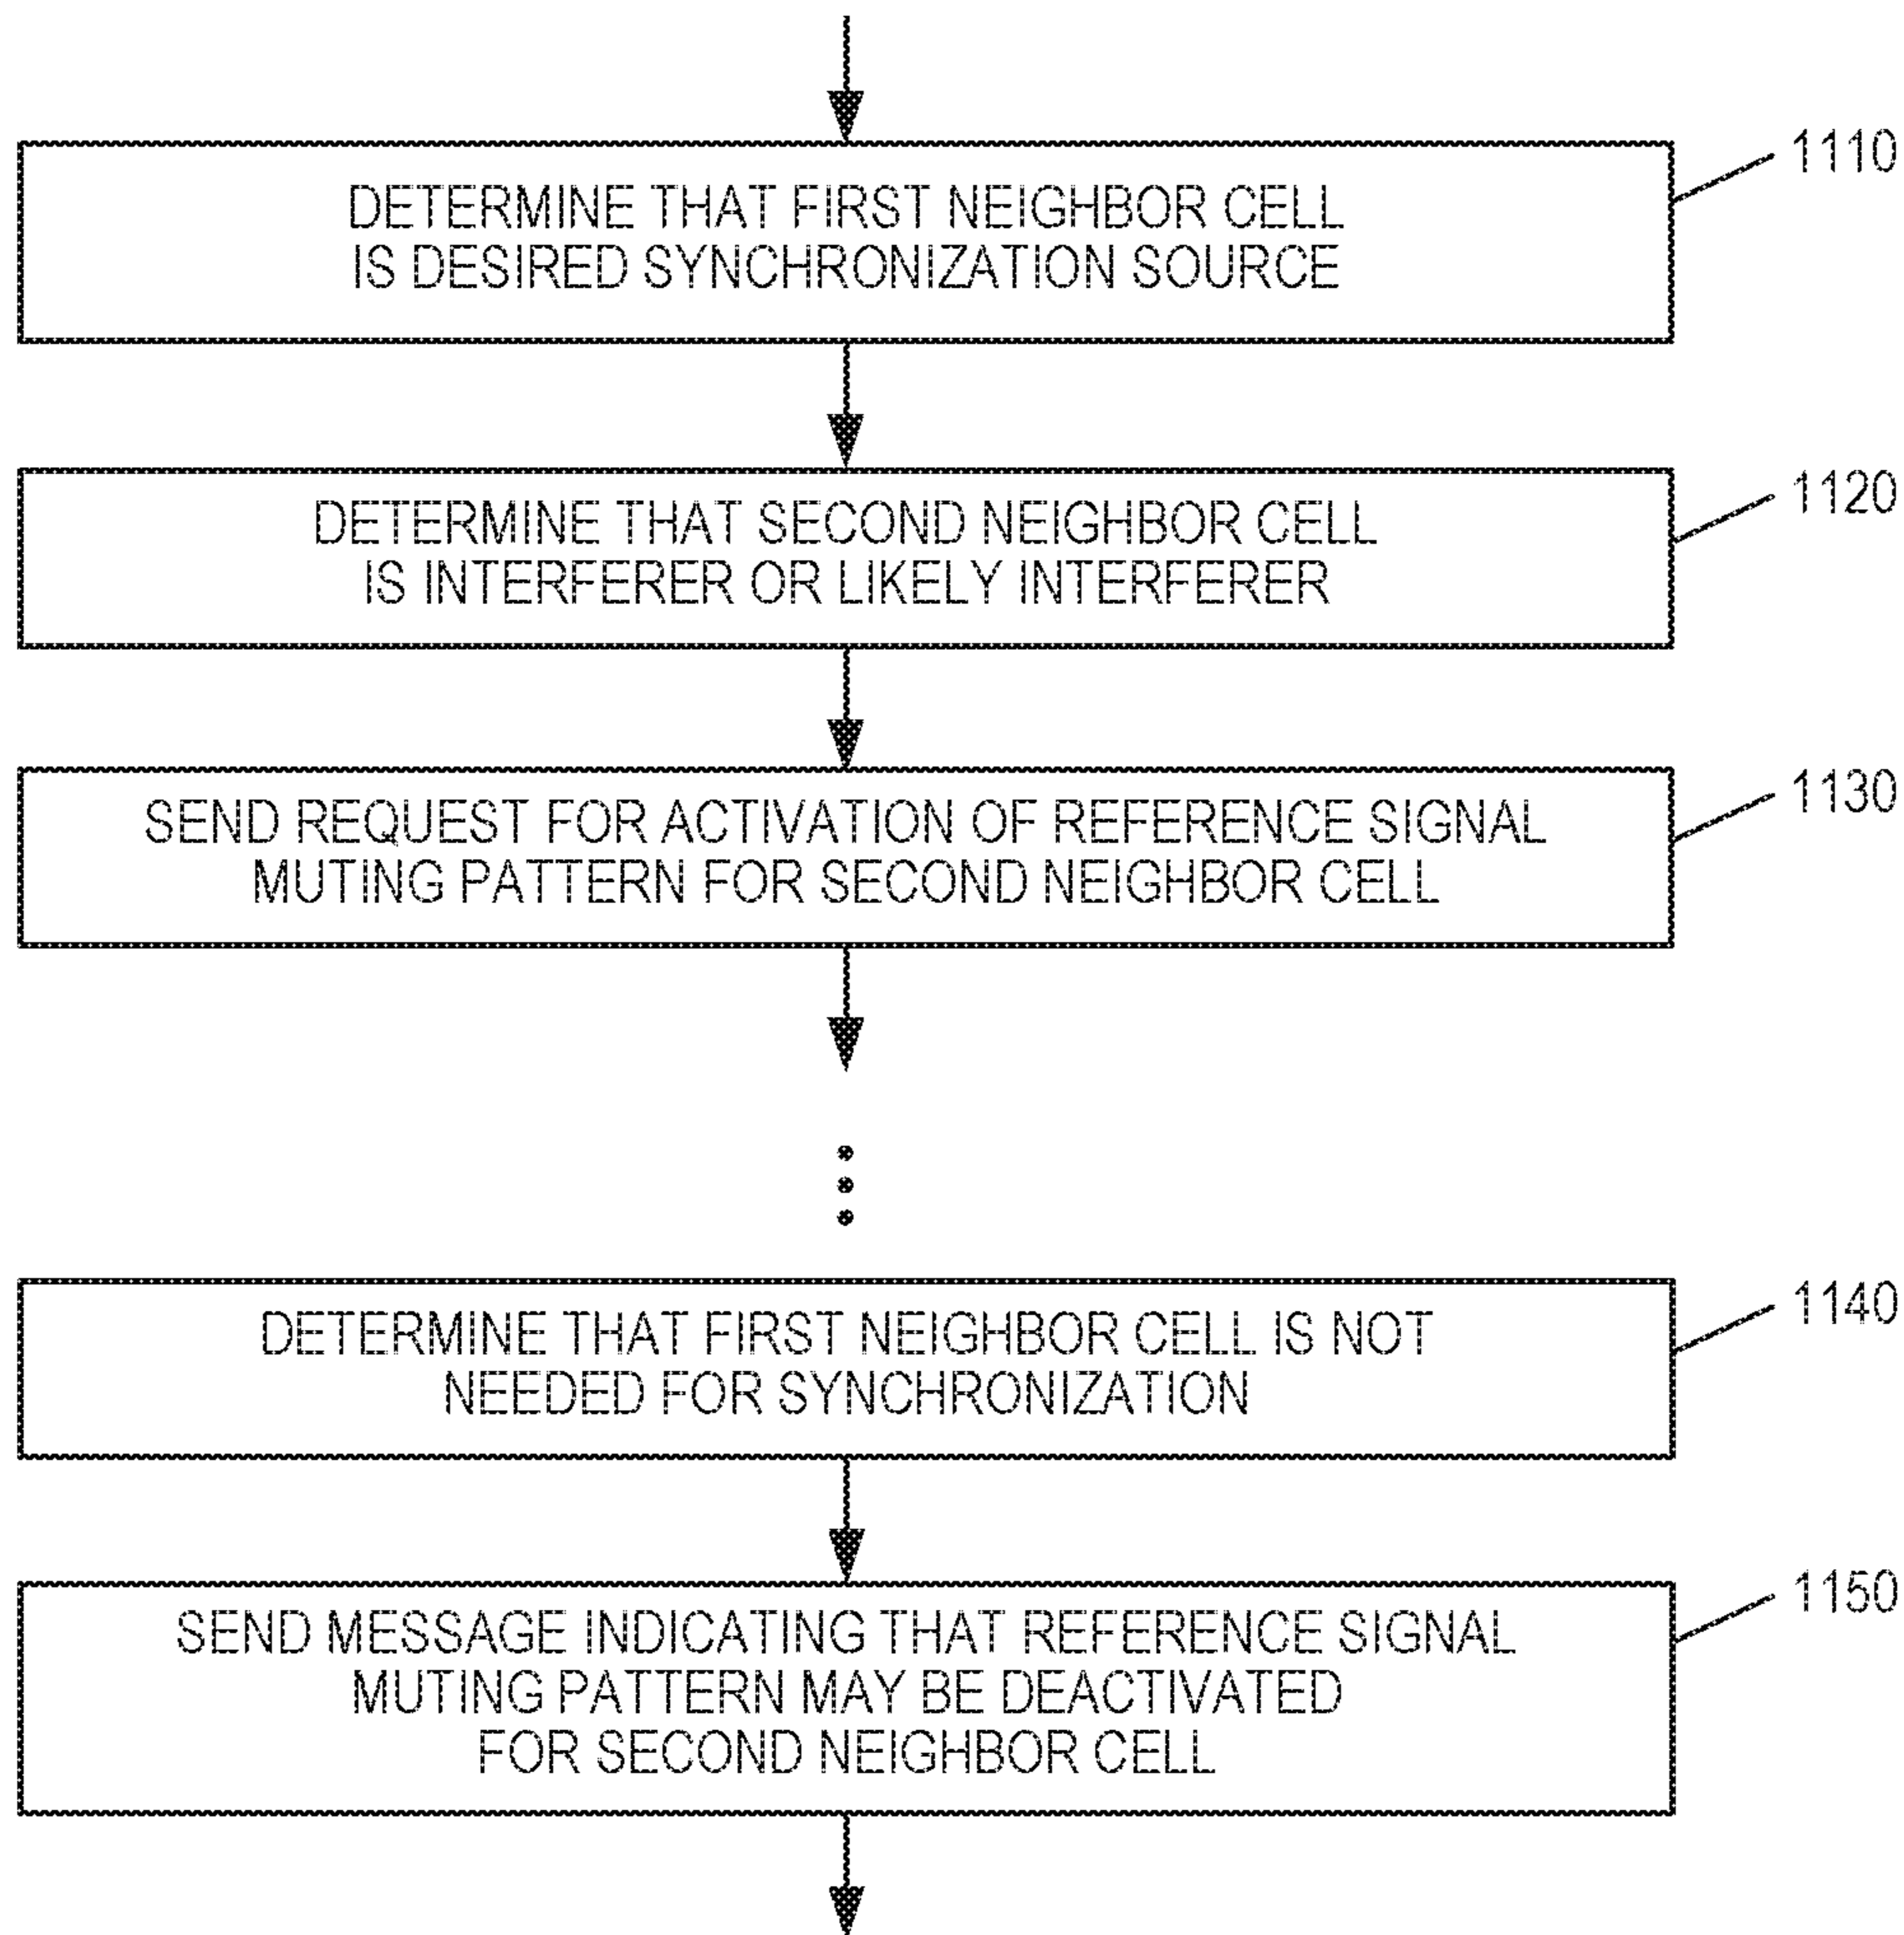 1110
DETERMINE THAT FIRST NEIGHBOR CELL
IS DESIRED SYNCHRONIZATION SOURCE
1120
DETERMINE THAT SECOND NEIGHBOR CELL
IS INTERFERER OR LIKELY INTERFERER
1130
SEND REQUEST FOR ACTIVATION OF REFERENCE SIGNAL
MUTING PATTERN FOR SECOND NEIGHBOR CELL
1140
DETERMINE THAT FIRST NEIGHBOR CELL IS NOT
NEEDED FOR SYNCHRONIZATION
1150
SEND MESSAGE INDICATING THAT REFERENCE SIGNAL
MUTING PATTERN MAY BE DEACTIVATED
FOR SECOND NEIGHBOR CELL